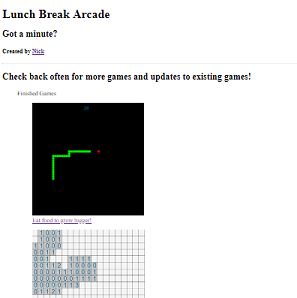 Lunch Break Arcade
Got a minute?
Created by Nick
Check back often for more games and updates to existing games!
Finished Games
Eat food to grow bigger!